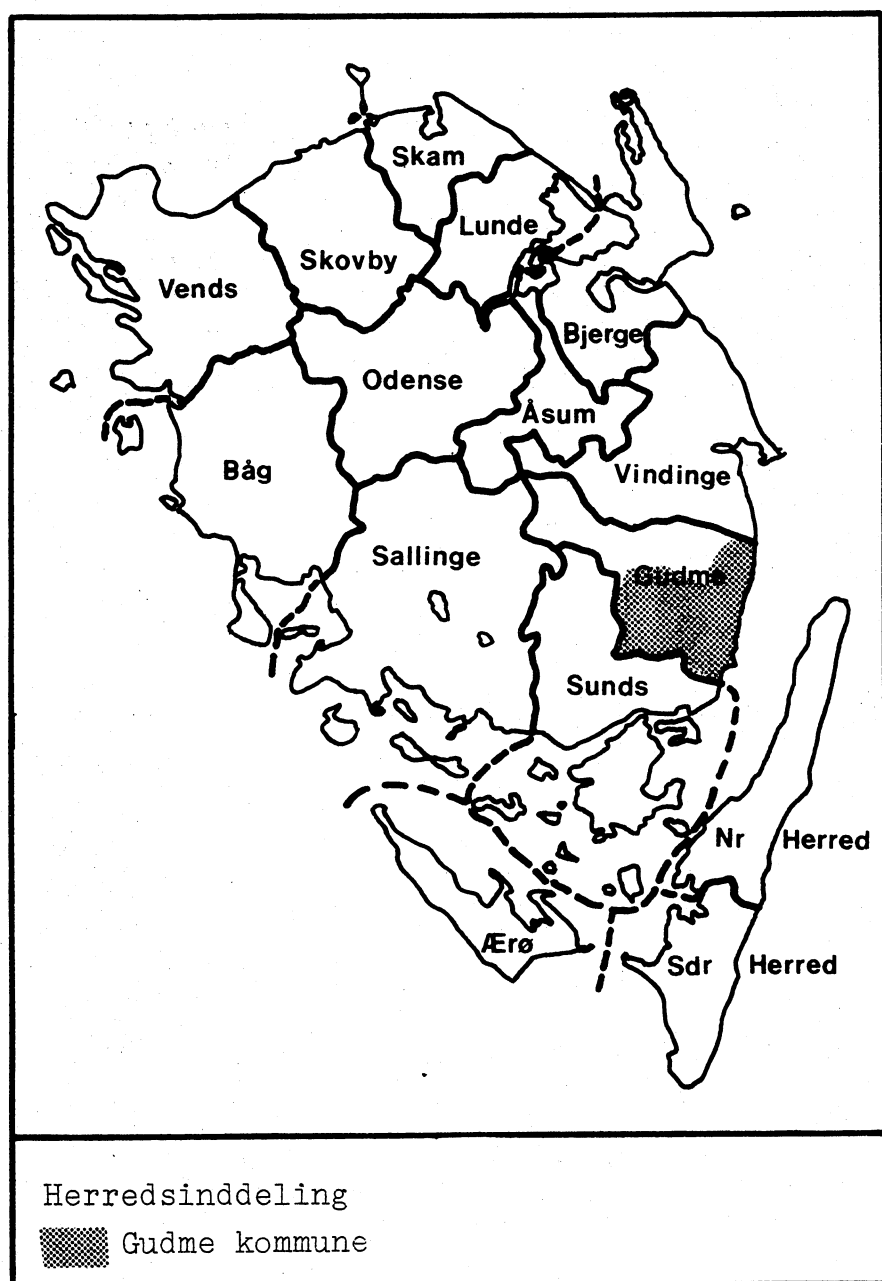 Skam
Lunde
Skovby
Vends
Bjerge
Odense
Åsum
Båg
Vindinge
Sallinge
Gudme
Sunds
Nr Herred
Ærø
Sdr Herred
Herredsinddeling
Gudme kommune